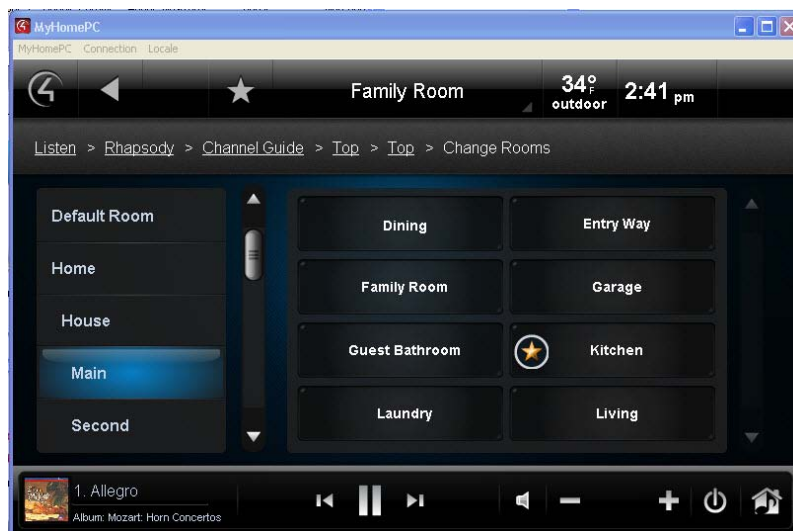 MyHomePC
MyHomePC Connection Locale
Family Room
34°F
outdoor
2:41 pm
Listen > Rhapsody > Channel Guide > Top > Top > Change Rooms
Default Room
Home
House
Main
Second
Dining
Entry Way
Family Room
Garage
Guest Bathroom
Kitchen
Laundry
Living
1. Allegro
Album: Mozart: Horn Concertos